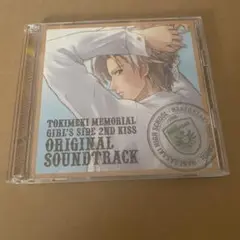 TOKIMEKI MEMORIAL
GIRL'S SIDE 2ND KISS
ORIGINAL
SOUNDTRACK